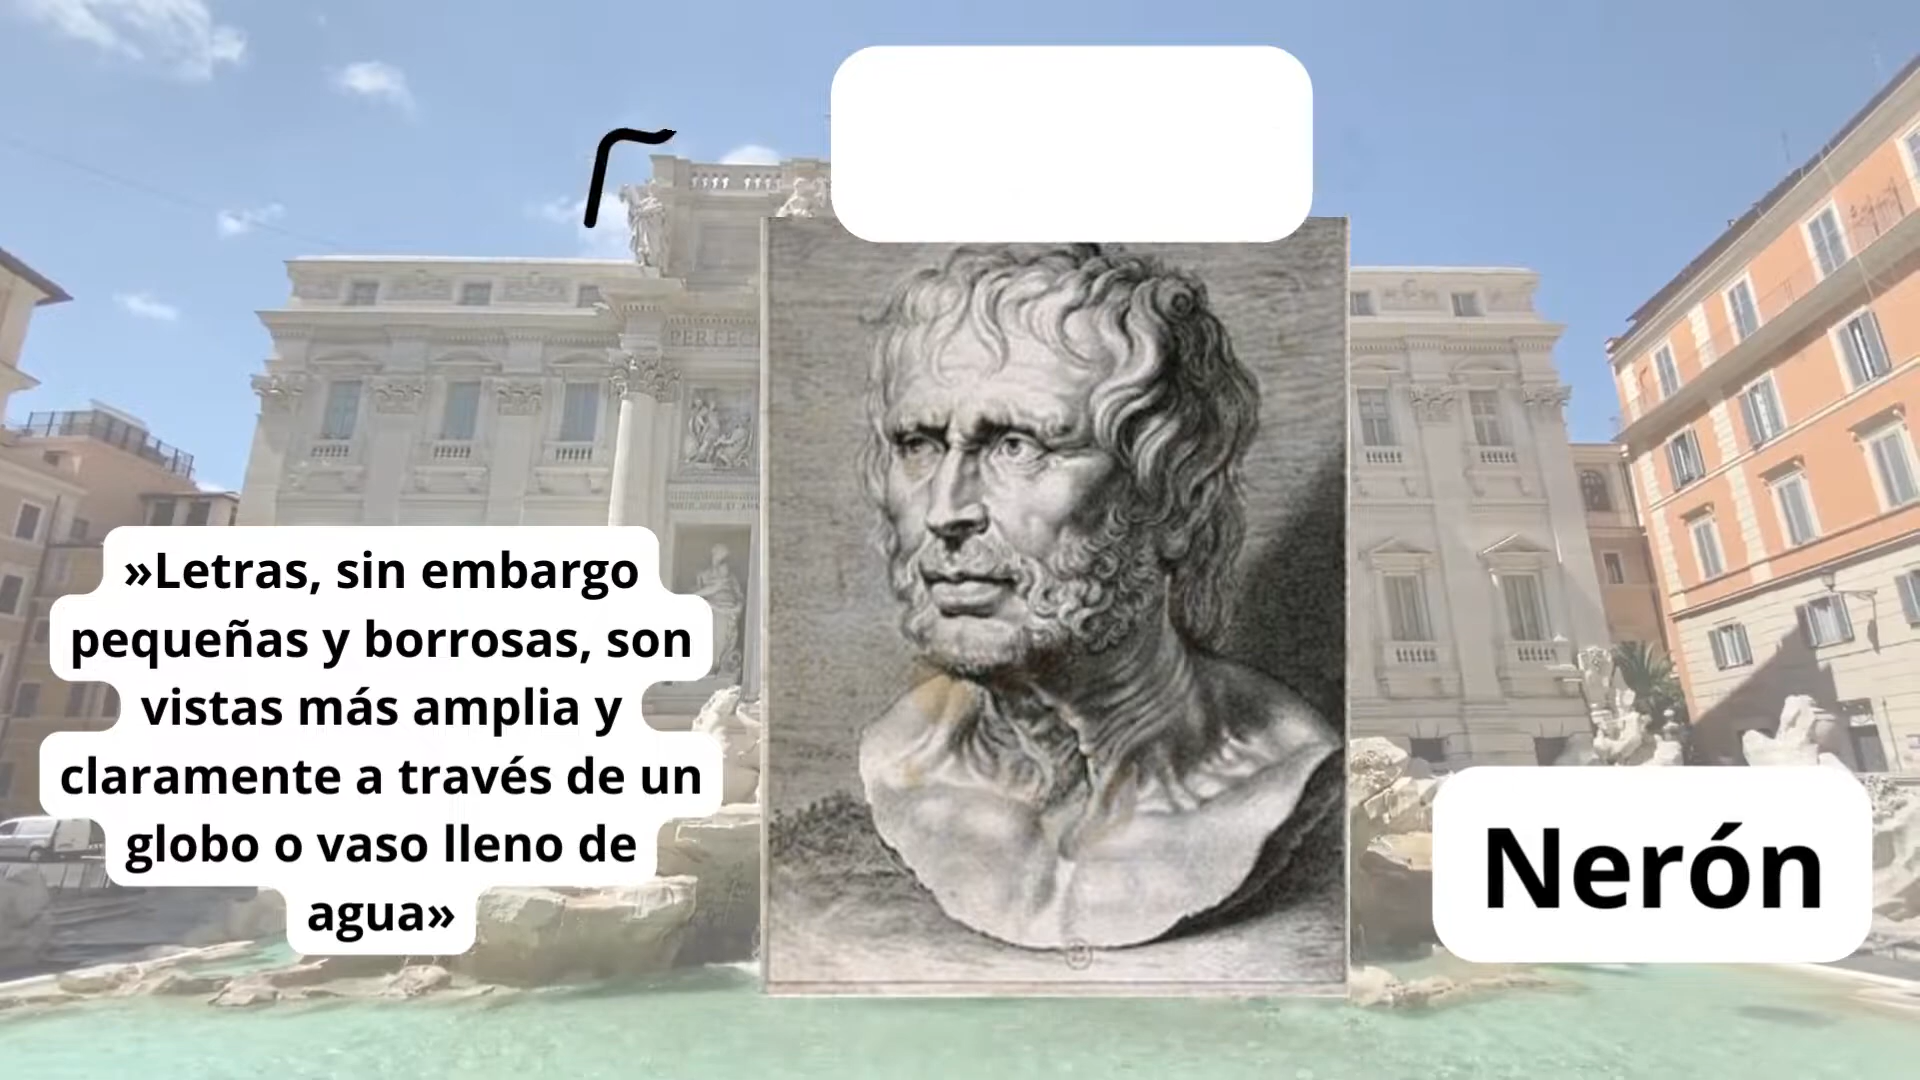 PERFEC
»Letras, sin embargo
pequeñas y borrosas, son
vistas más amplia y
claramente a través de un
globo o vaso lleno de
agua»
Nerón